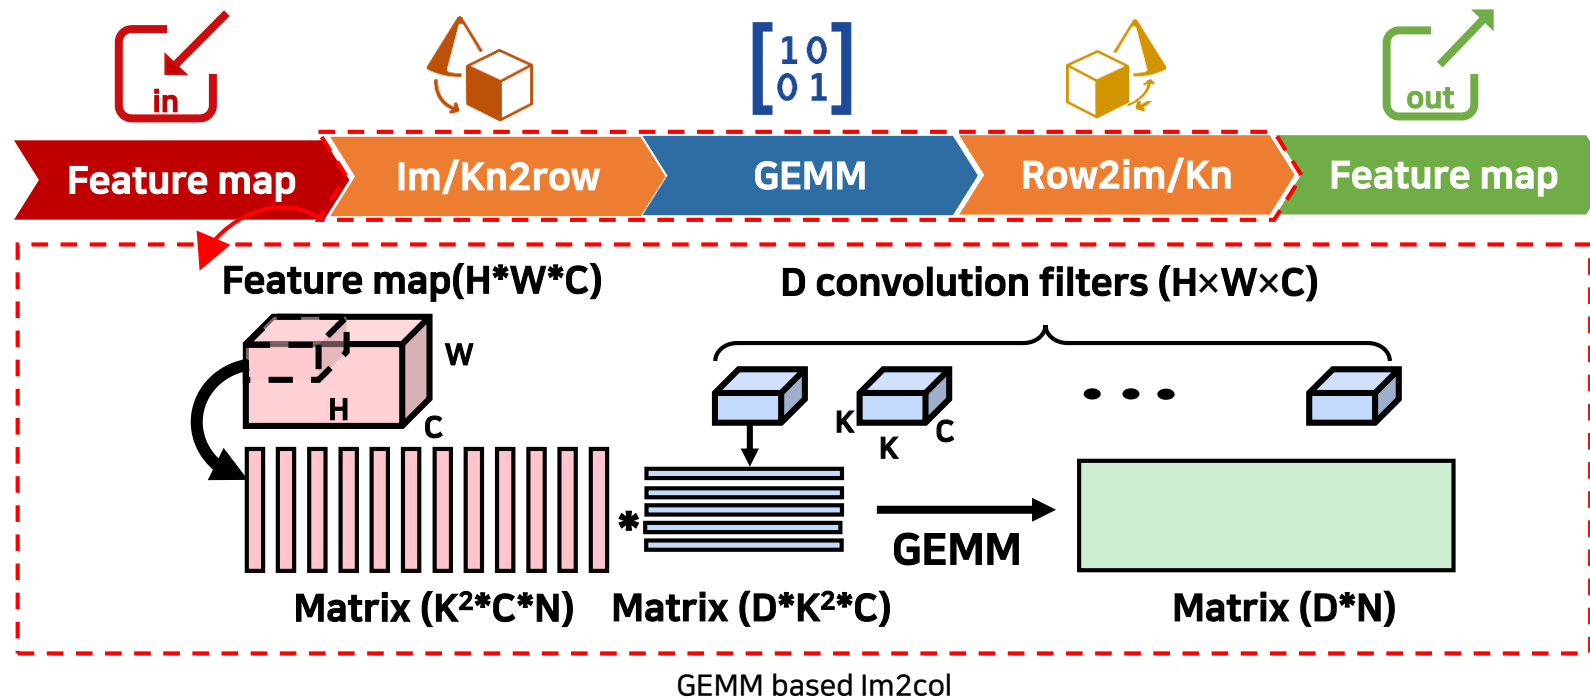 in
1 0
0 1
out
Feature map
Im/Kn2row
GEMM
Row2im/Kn
Feature map
Feature map(H*W*C)
D convolution filters (H×W×C)
W
H
C
K
K
C
*
GEMM
Matrix (K²*C*N)
Matrix (D*K²*C)
Matrix (D*N)
GEMM based Im2col